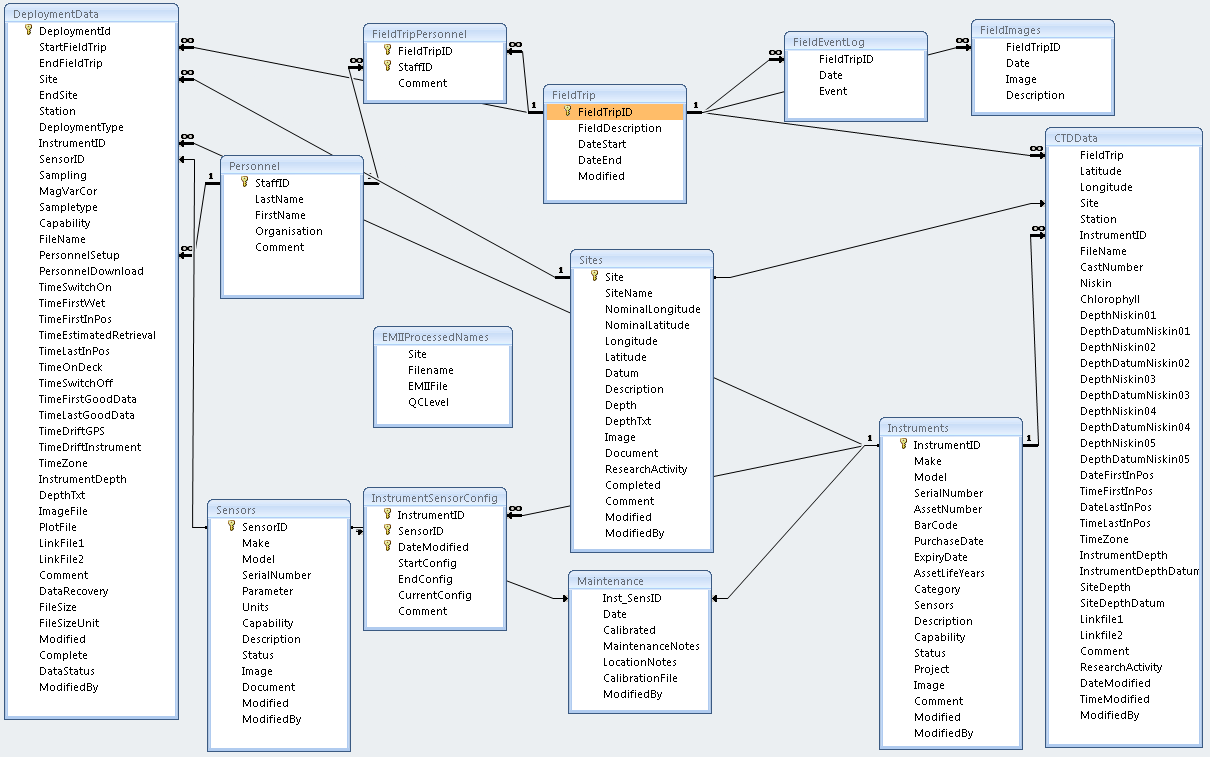 DeploymentData
DeploymentId
StartFieldTrip
EndFieldTrip
Site
EndSite
Station
DeploymentType
InstrumentID
SensorID
Sampling
MagVarCor
Sampletype
Capability
FileName
PersonnelSetup
PersonnelDownload
TimeSwitchOn
TimeFirstWet
TimeFirstInPos
TimeEstimatedRetrieval
TimeLastInPos
TimeOnDeck
TimeSwitchOff
TimeFirstGoodData
TimeLastGoodData
TimeDriftGPS
TimeDriftInstrument
TimeZone
InstrumentDepth
DepthTxt
ImageFile
PlotFile
LinkFile1
LinkFile2
Comment
DataRecovery
FileSize
FileSizeUnit
Modified
Complete
DataStatus
ModifiedBy
∞
∞
∞
∞
FieldTripPersonnel
FieldTripID
StaffID
Comment
∞
∞
Personnel
StaffID
LastName
FirstName
Organisation
Comment
1
FieldTrip
FieldTripID
FieldDescription
DateStart
DateEnd
Modified
1
1
FieldEventLog
FieldTripID
Date
Event
∞
FieldImages
FieldTripID
Date
Image
Description
∞
Sites
Site
SiteName
NominalLongitude
NominalLatitude
Longitude
Latitude
Datum
Description
Depth
DepthTxt
Image
Document
ResearchActivity
Completed
Comment
Modified
ModifiedBy
1
EMIIProcessedNames
Site
Filename
EMIIFile
QCLevel
Sensors
SensorID
Make
Model
SerialNumber
Parameter
Units
Capability
Description
Status
Image
Document
Modified
ModifiedBy
InstrumentSensorConfig
InstrumentID
SensorID
DateModified
StartConfig
EndConfig
CurrentConfig
Comment
∞
Maintenance
Inst_SensID
Date
Calibrated
MaintenanceNotes
LocationNotes
CalibrationFile
ModifiedBy
Instruments
InstrumentID
Make
Model
SerialNumber
AssetNumber
BarCode
PurchaseDate
ExpiryDate
AssetLifeYears
Category
Sensors
Description
Capability
Status
Project
Image
Comment
Modified
ModifiedBy
1
1
CTDData
FieldTrip
Latitude
Longitude
Site
Station
InstrumentID
FileName
CastNumber
Niskin
Chlorophyll
DepthNiskin01
DepthDatumNiskin01
DepthNiskin02
DepthDatumNiskin02
DepthNiskin03
DepthDatumNiskin03
DepthNiskin04
DepthDatumNiskin04
DepthNiskin05
DepthDatumNiskin05
DateFirstInPos
TimeFirstInPos
DateLastInPos
TimeLastInPos
TimeZone
InstrumentDepth
InstrumentDepthDatum
SiteDepth
SiteDepthDatum
Linkfile1
Linkfile2
Comment
ResearchActivity
DateModified
TimeModified
ModifiedBy
∞
∞